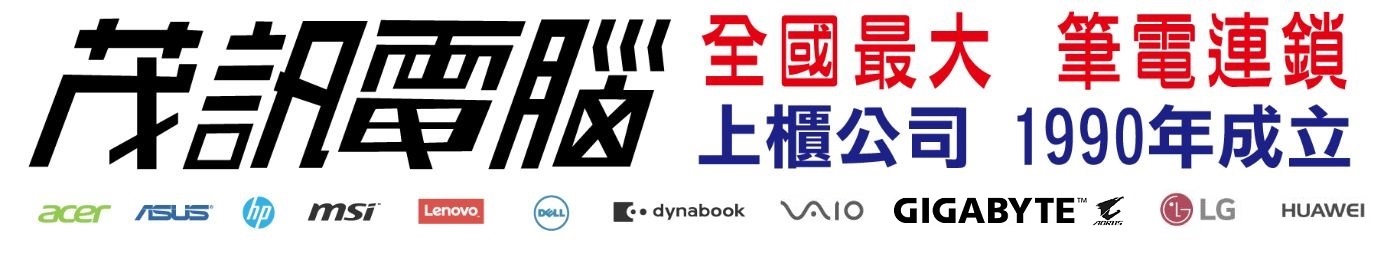 茂訊電腦
全國最大 筆電連鎖
上櫃公司 1990年成立
acer ASUS hp msi Lenovo DELL dynabook VAIO GIGABYTE™ AORUS LG HUAWEI